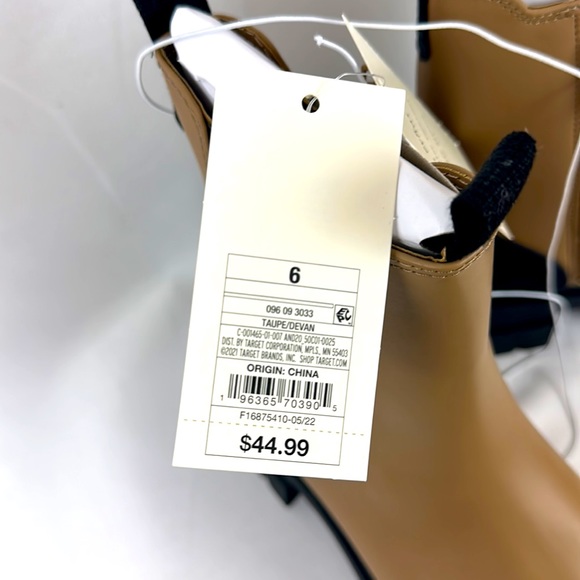 6
096 09 3033
TAUPE/DEVAN
C-001465-01-007 AND20_50C01-0025
DIST. BY TARGET CORPORATION, MPLS., MN 55403
©2021 TARGET BRANDS, INC. SHOP TARGET.COM
ORIGIN: CHINA
1 96365 70390 5
F16875410-05/22
$44.99